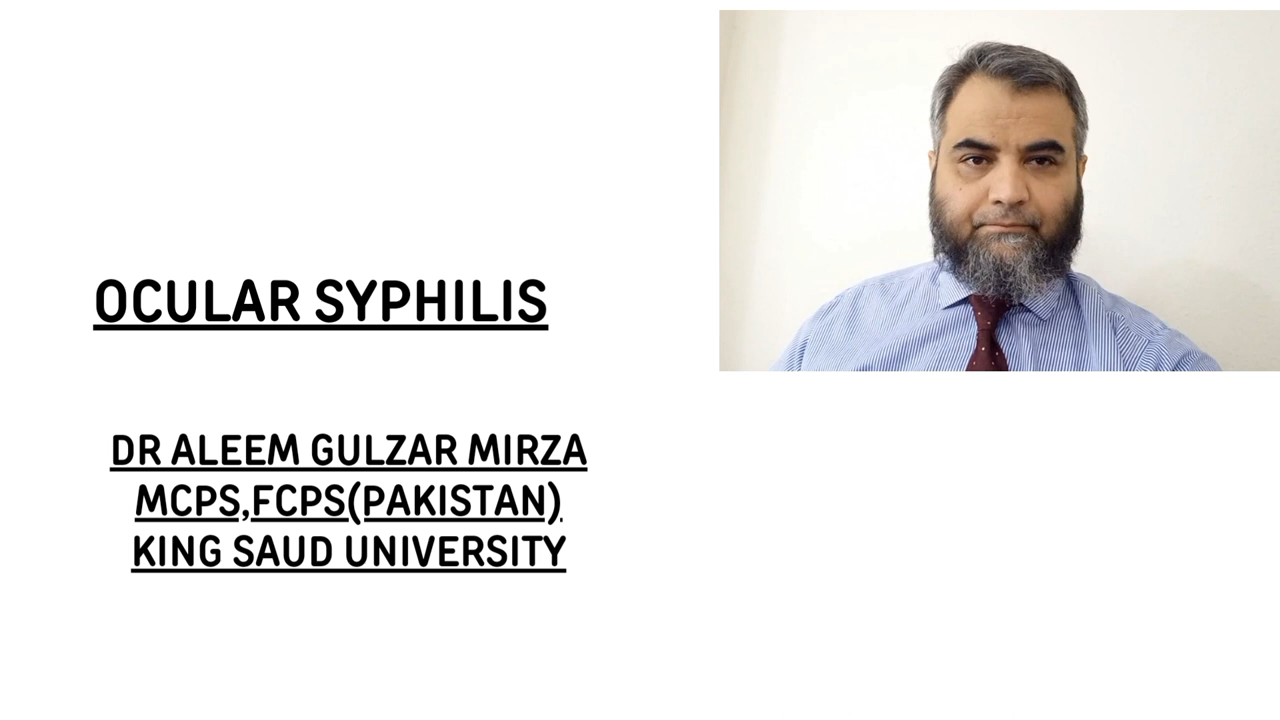 OCULAR SYPHILIS
DR ALEEM GULZAR MIRZA
MCPS,FCPS(PAKISTAN)
KING SAUD UNIVERSITY